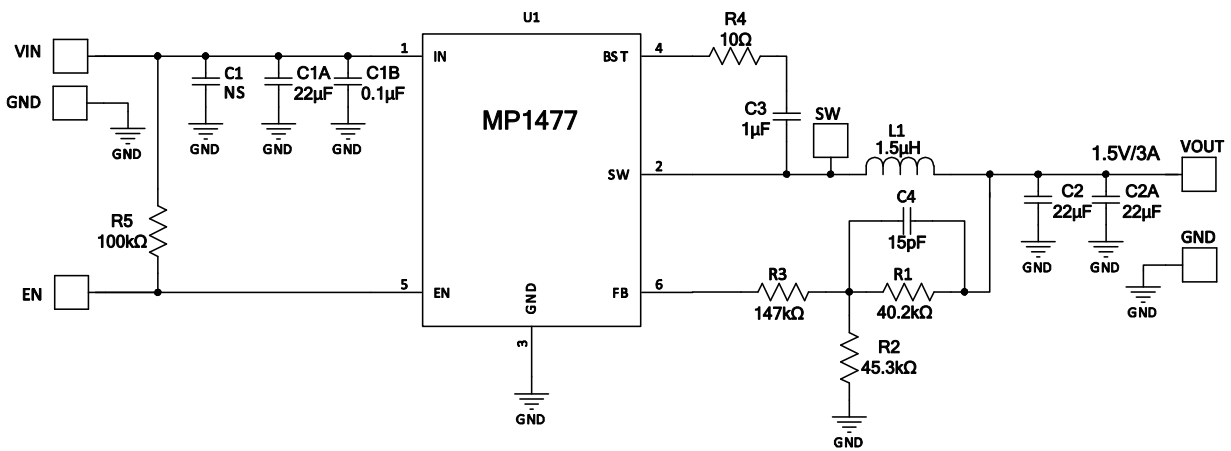 U1
R4
10Ω
VIN
1
IN
BST
4
C1
NS
C1A
22μF
C1B
0.1μF
GND
GND
GND
GND
GND
MP1477
C3
1μF
SW
L1
1.5μH
1.5V/3A
VOUT
SW
2
C4
15pF
C2
22μF
C2A
22μF
R5
100kΩ
GND
GND
GND
EN
5
EN
GND
FB
6
R3
147kΩ
R1
40.2kΩ
GND
3
R2
45.3kΩ
GND
GND